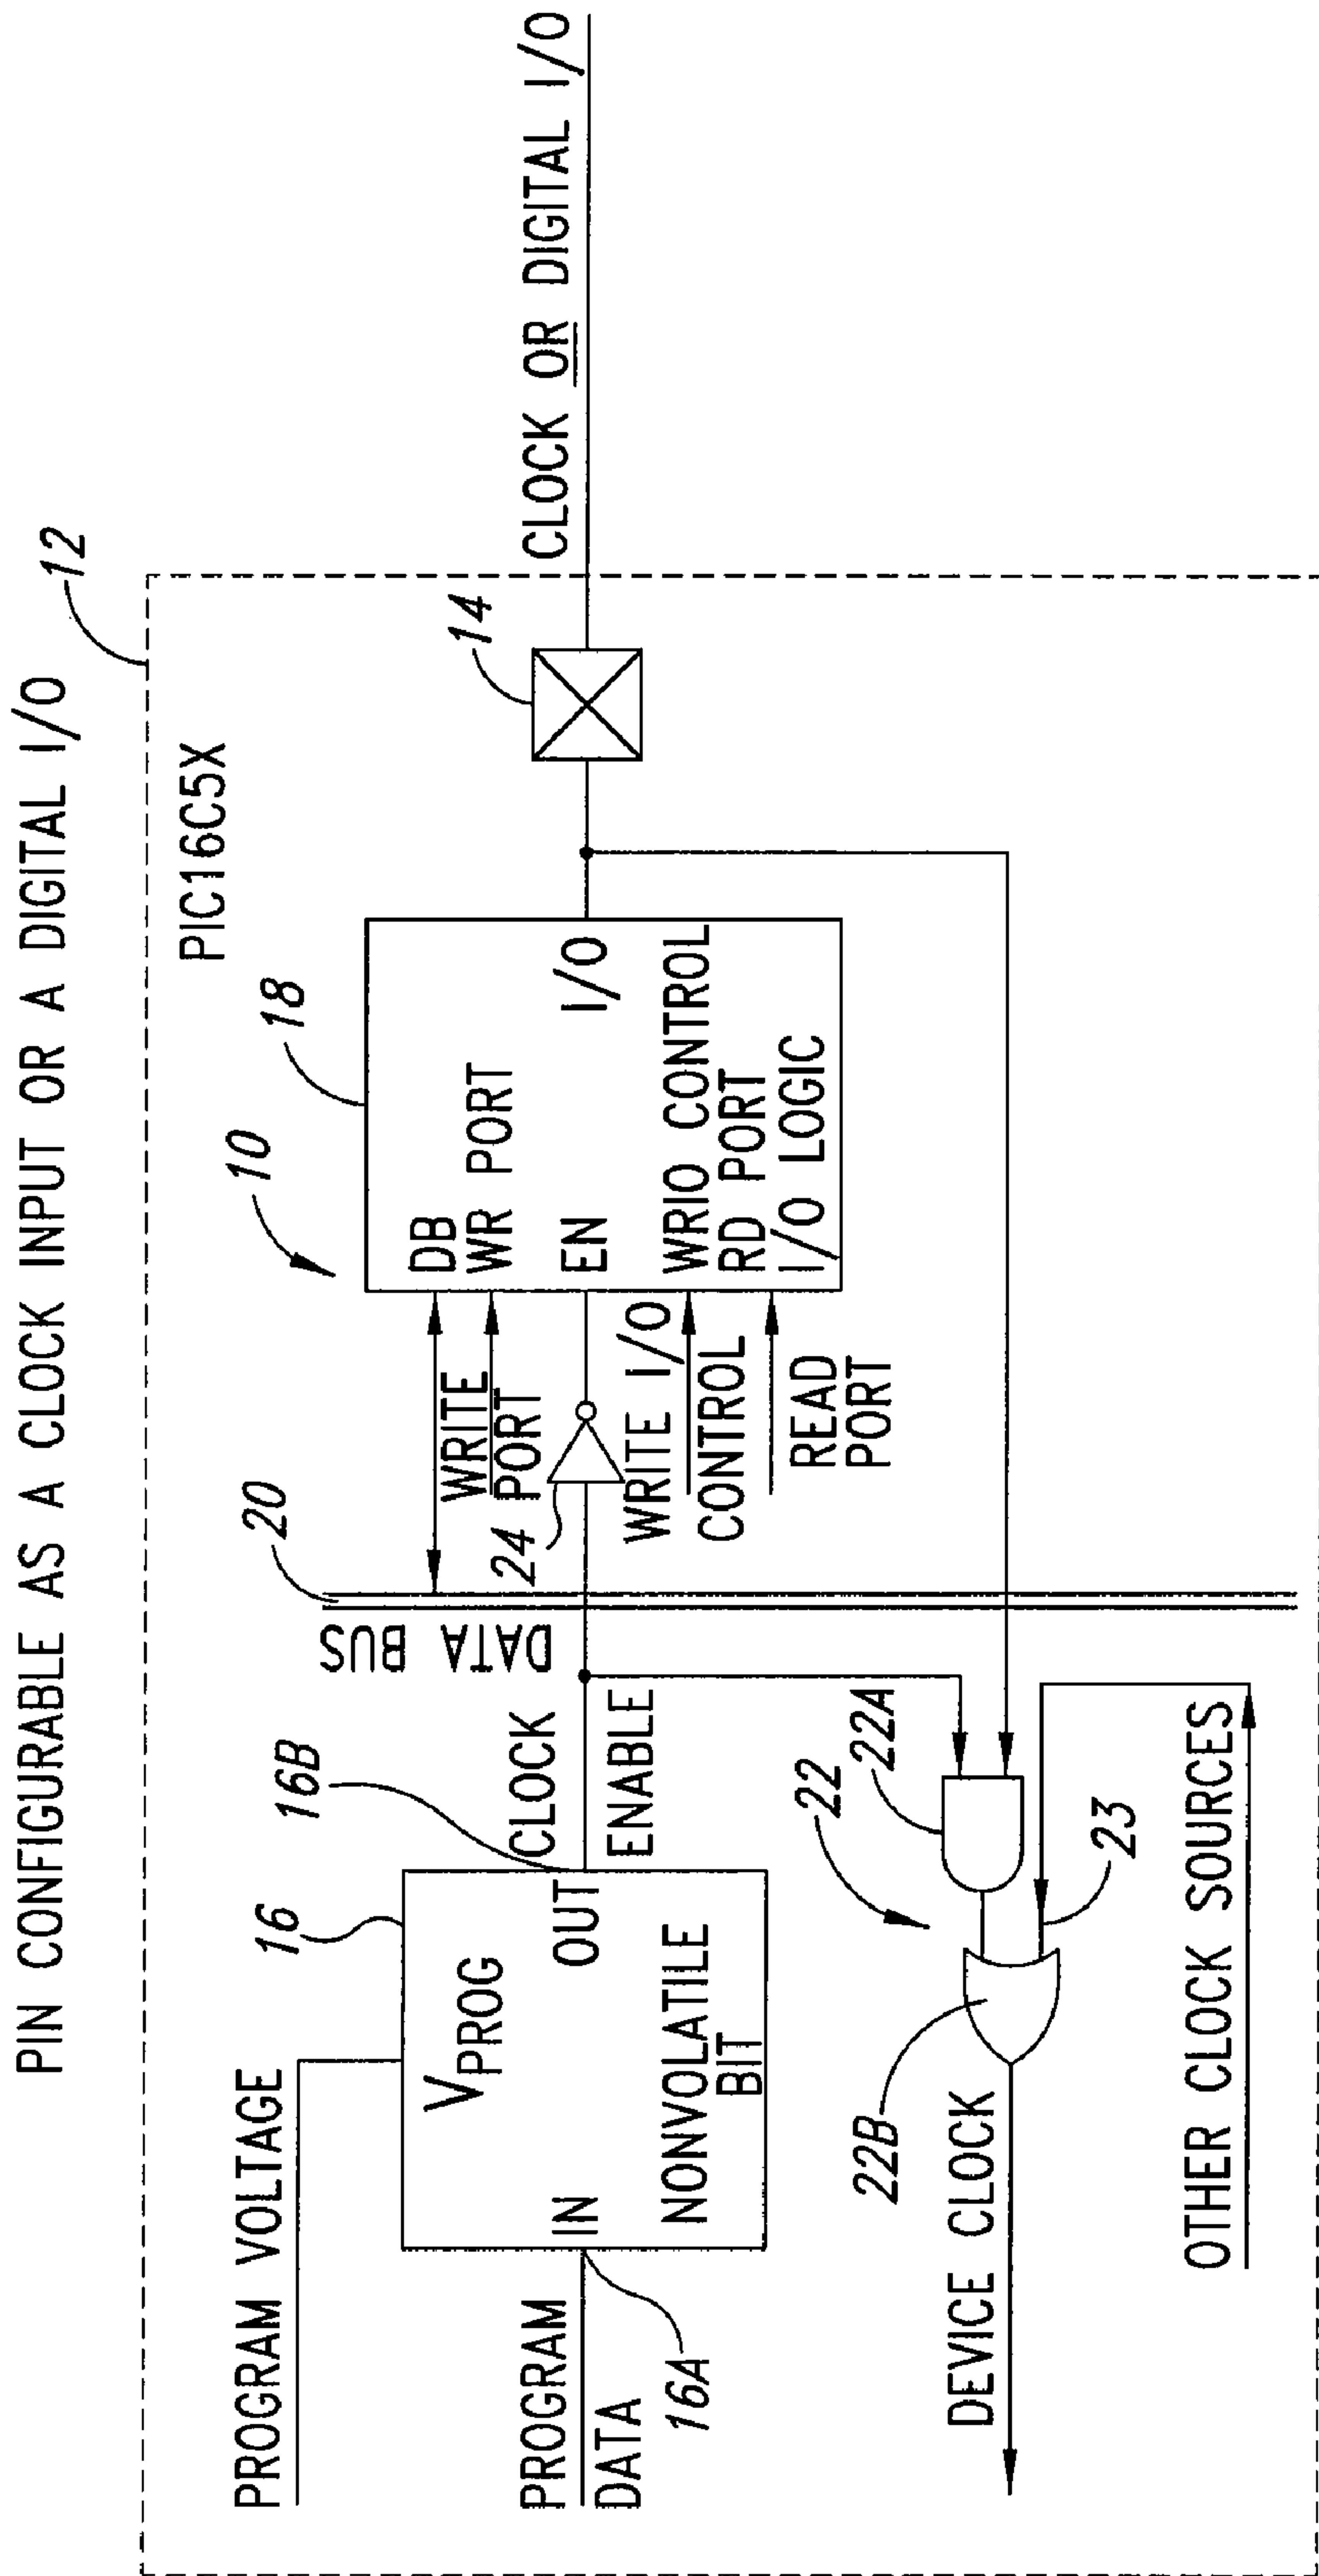 PIN CONFIGURABLE AS A CLOCK INPUT OR A DIGITAL I/O
12
PIC16C5X
PROGRAM VOLTAGE
16
VPROG
IN
OUT
NONVOLATILE
BIT
PROGRAM
DATA
16A
16B
CLOCK
ENABLE
20
DATA BUS
10
18
WRITE
PORT
24
WRITE I/O
CONTROL
READ
PORT
DB
WR PORT
EN
I/O
WRIO CONTROL
RD PORT
I/O LOGIC
14
CLOCK OR DIGITAL I/O
22
22A
22B
23
DEVICE CLOCK
OTHER CLOCK SOURCES